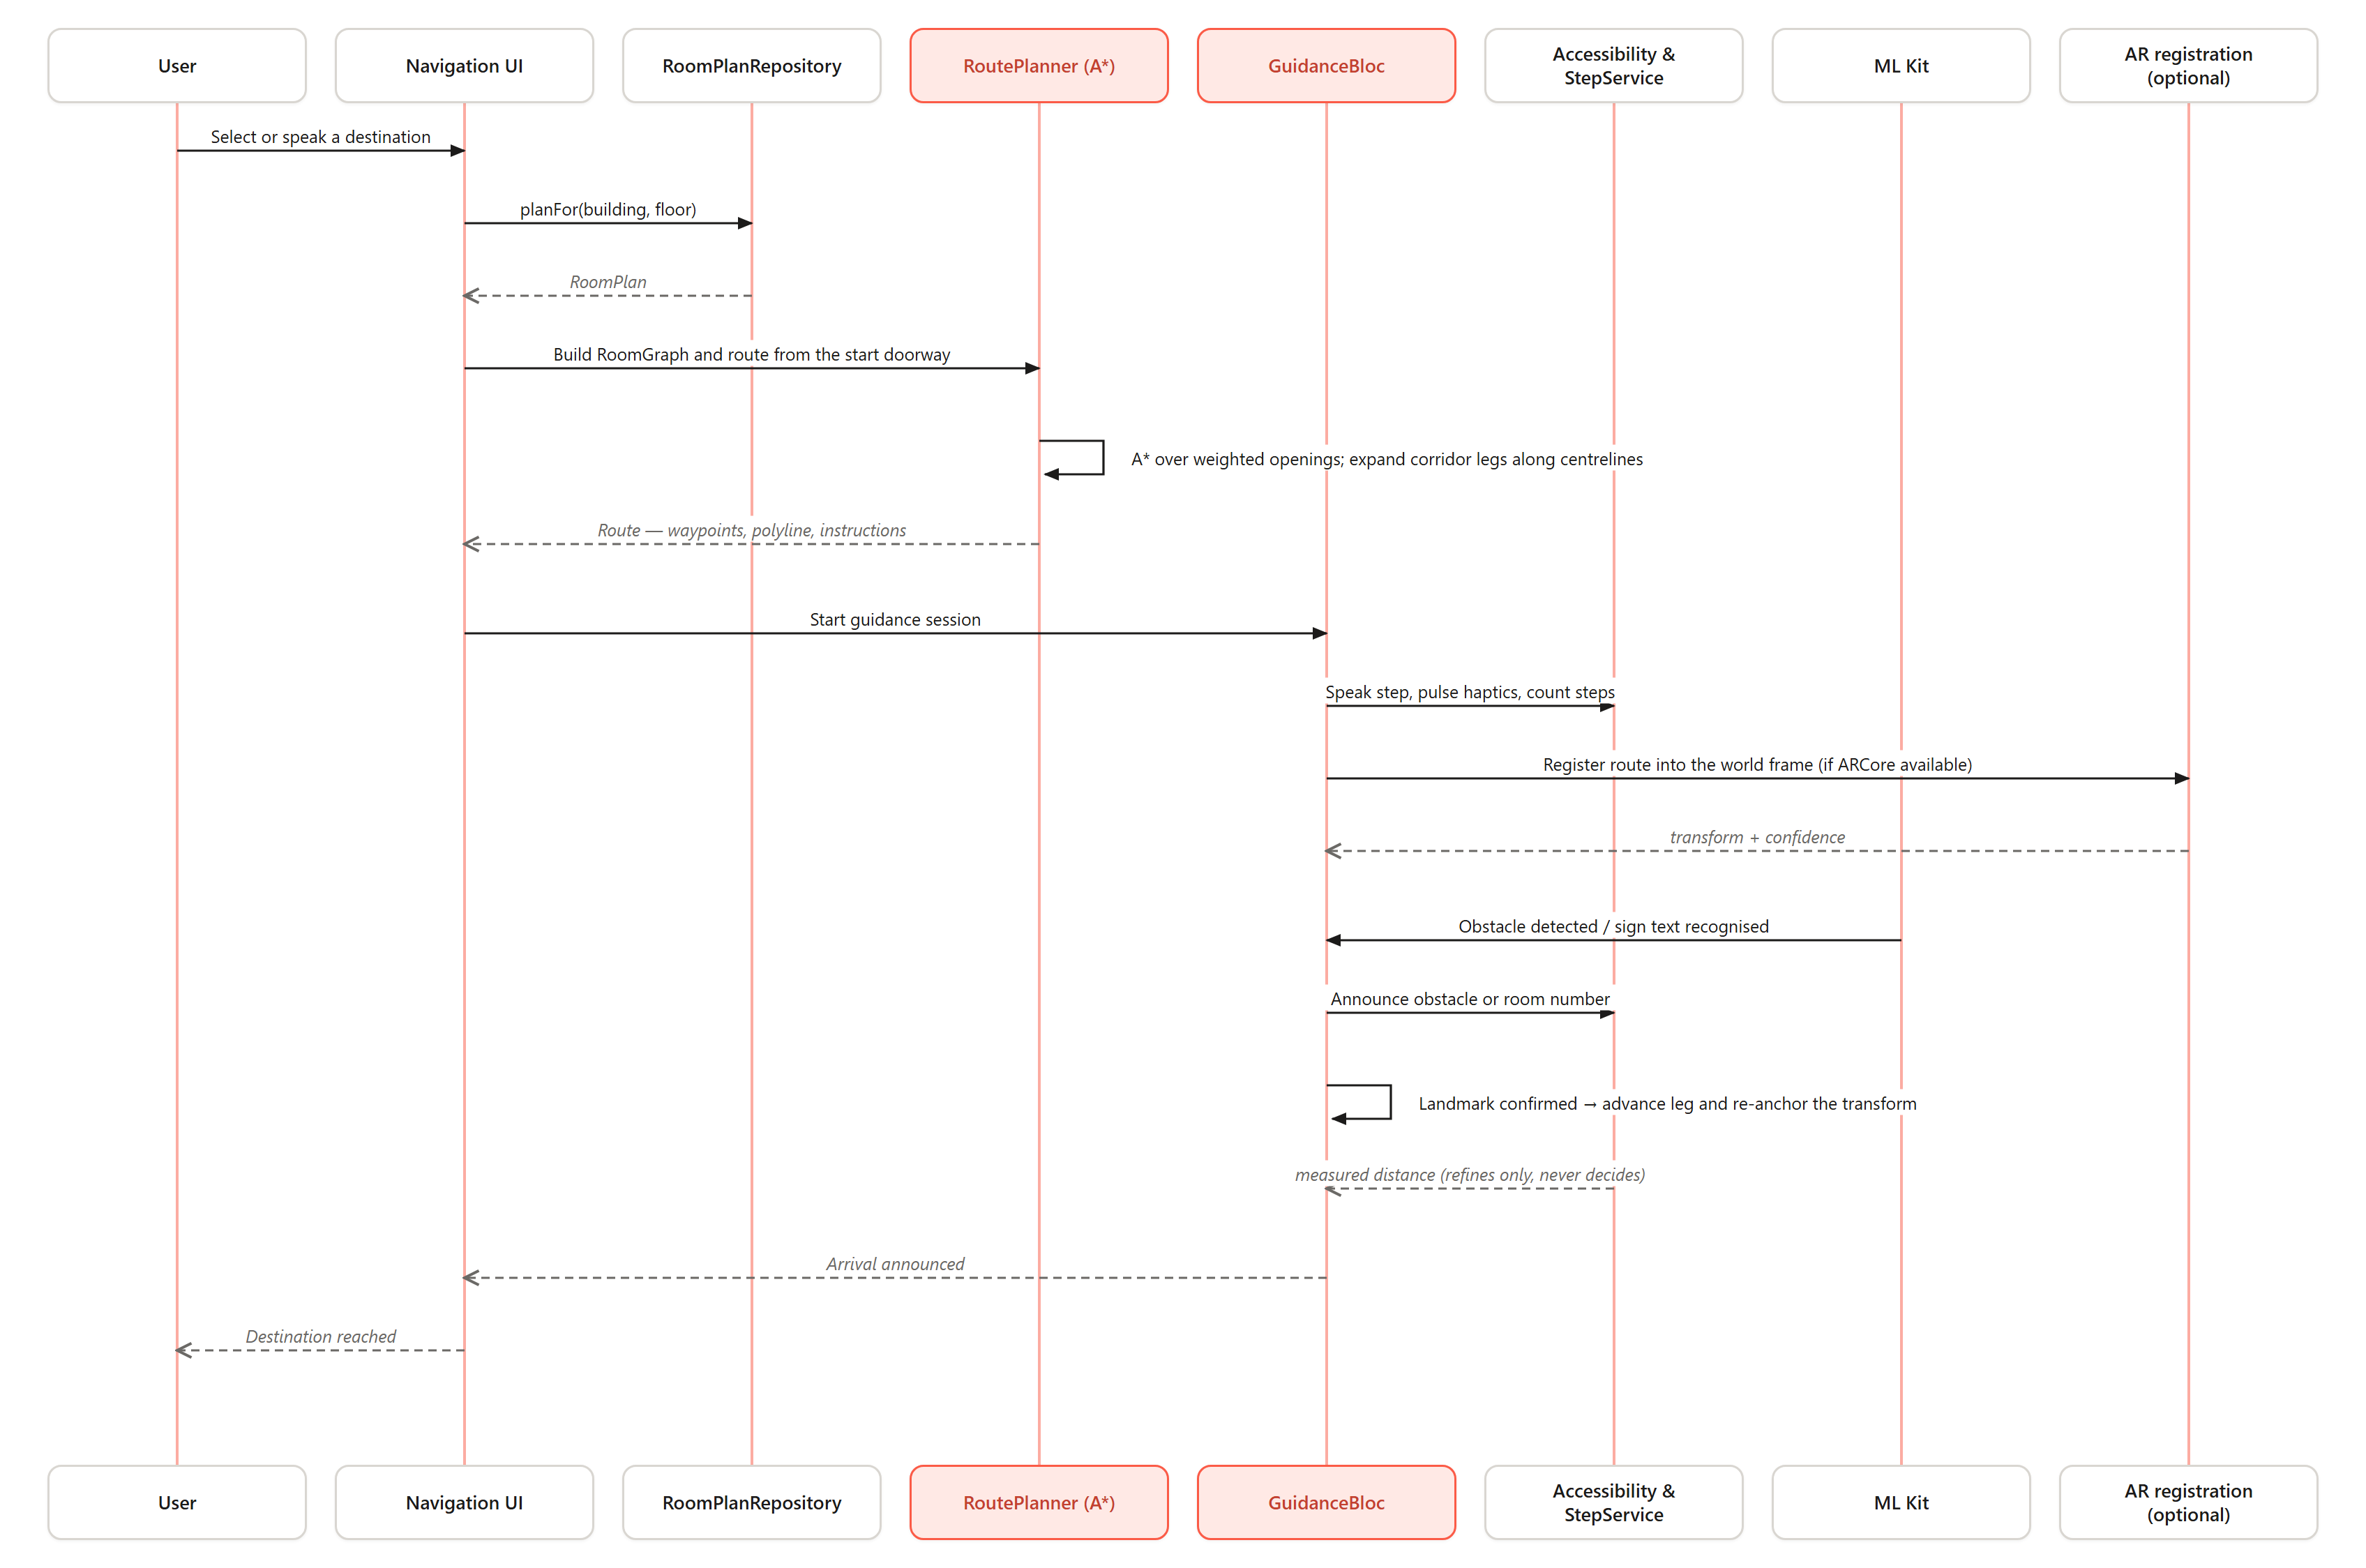 User
Navigation UI
RoomPlanRepository
RoutePlanner (A*)
GuidanceBloc
Accessibility &
StepService
ML Kit
AR registration
(optional)
Select or speak a destination
planFor(building, floor)
RoomPlan
Build RoomGraph and route from the start doorway
A* over weighted openings; expand corridor legs along centrelines
Route — waypoints, polyline, instructions
Start guidance session
Speak step, pulse haptics, count steps
Register route into the world frame (if ARCore available)
transform + confidence
Obstacle detected / sign text recognised
Announce obstacle or room number
Landmark confirmed → advance leg and re-anchor the transform
measured distance (refines only, never decides)
Arrival announced
Destination reached
User
Navigation UI
RoomPlanRepository
RoutePlanner (A*)
GuidanceBloc
Accessibility &
StepService
ML Kit
AR registration
(optional)